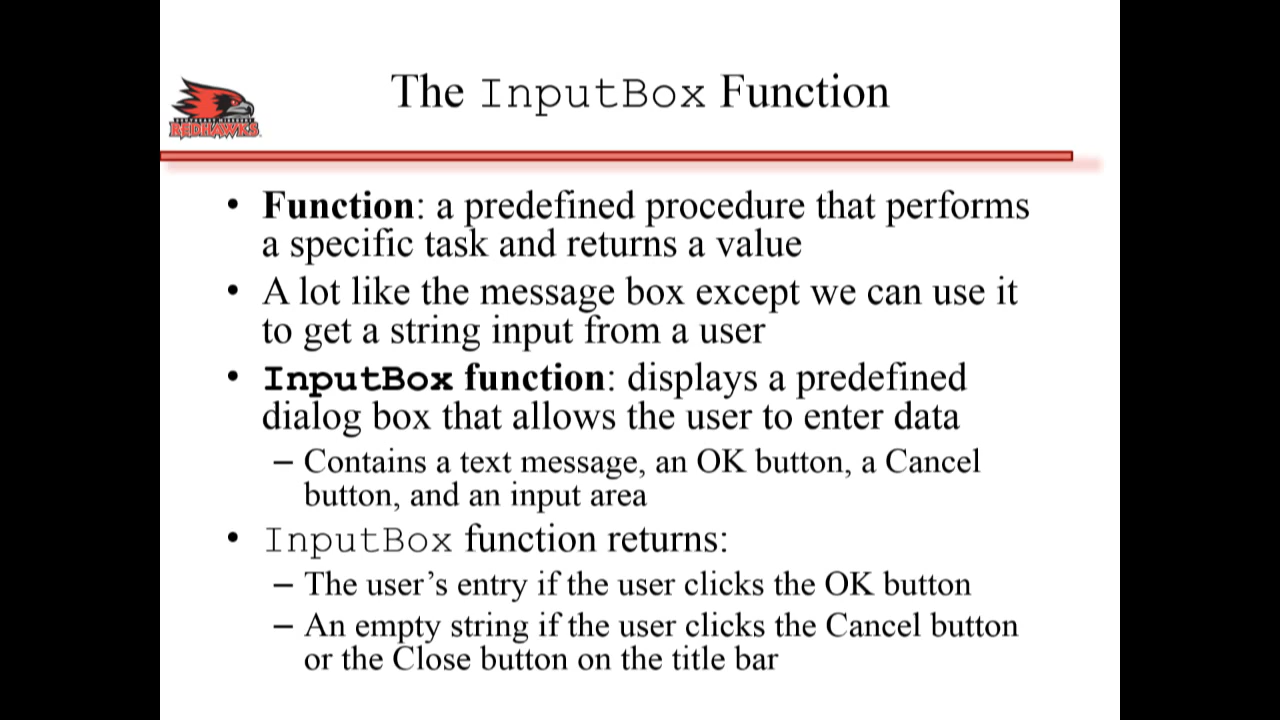 The InputBox Function
REDHAWKS
• Function: a predefined procedure that performs
a specific task and returns a value
• A lot like the message box except we can use it
to get a string input from a user
• InputBox function: displays a predefined
dialog box that allows the user to enter data
– Contains a text message, an OK button, a Cancel
button, and an input area
• InputBox function returns:
– The user’s entry if the user clicks the OK button
– An empty string if the user clicks the Cancel button
or the Close button on the title bar